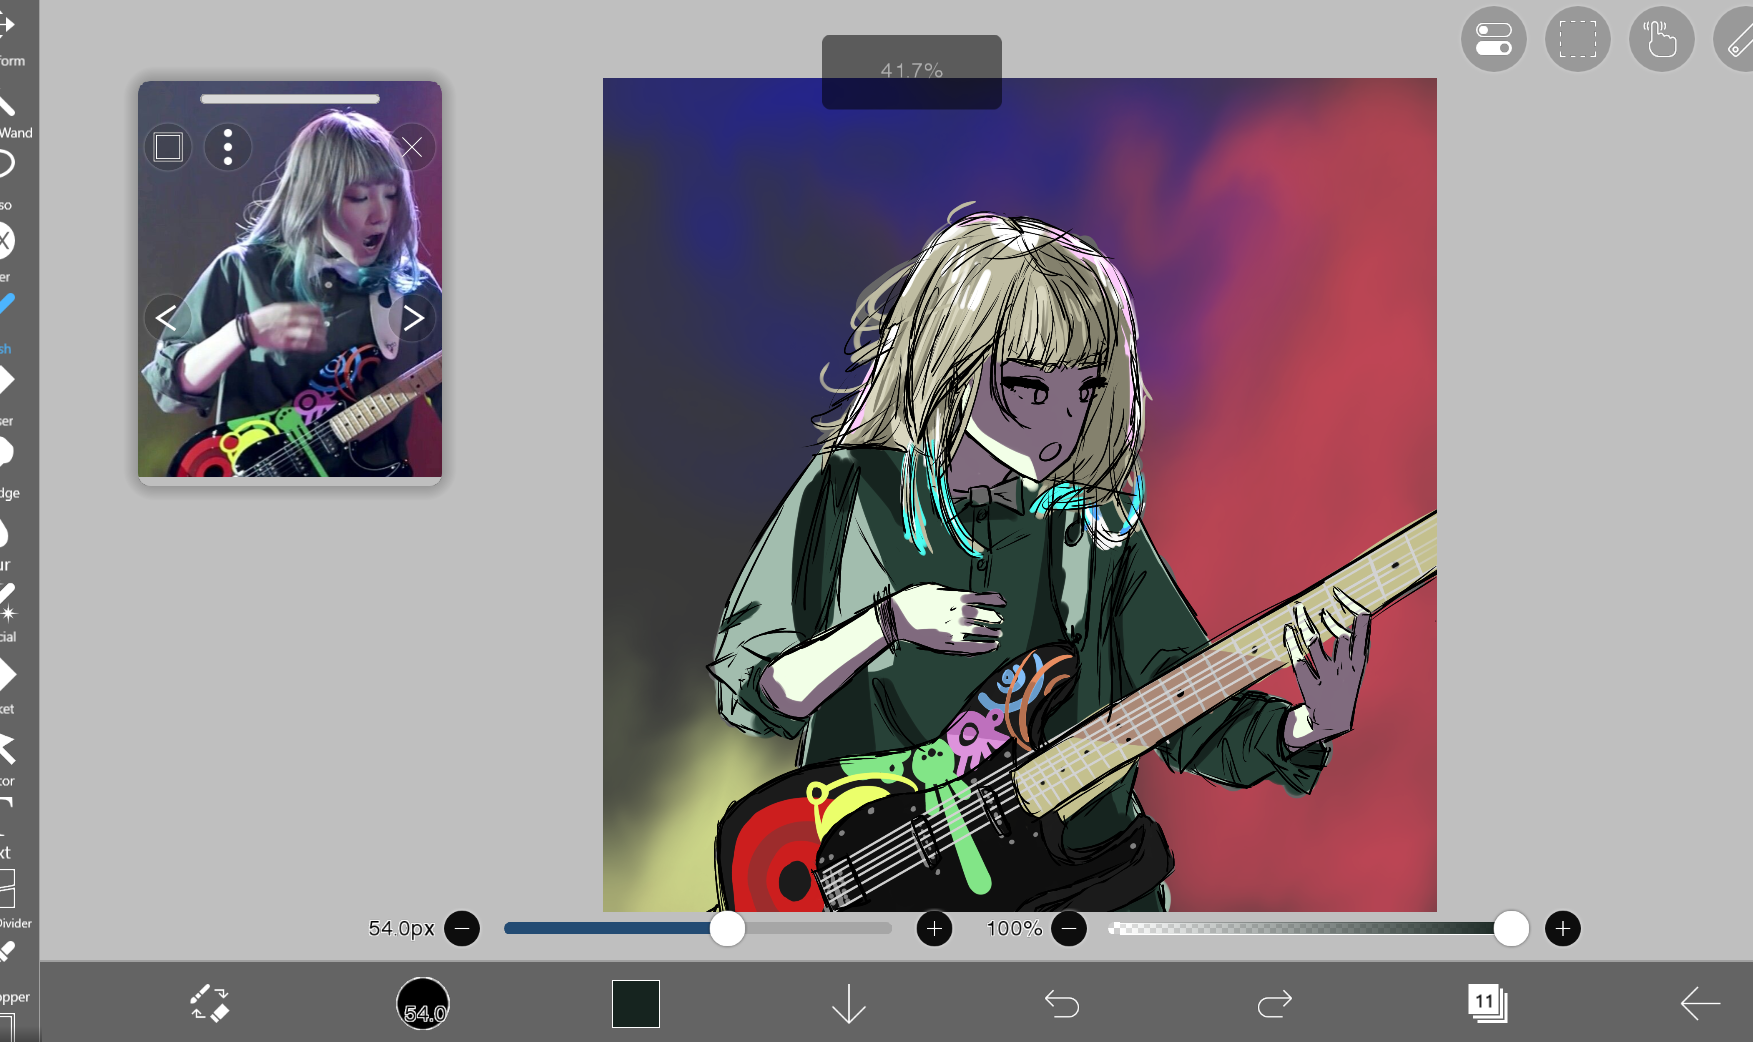 41.7%
form
Wand
so
er
sh
ser
dge
ur
cial
ket
tor
xt
Divider
opper
54.0px
100%
54.0
11